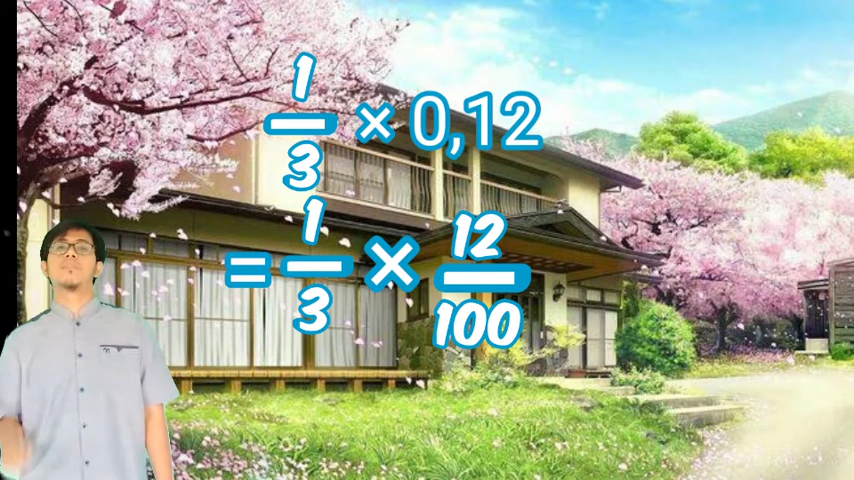 1/3 × 0,12
= 1/3 × 12/100